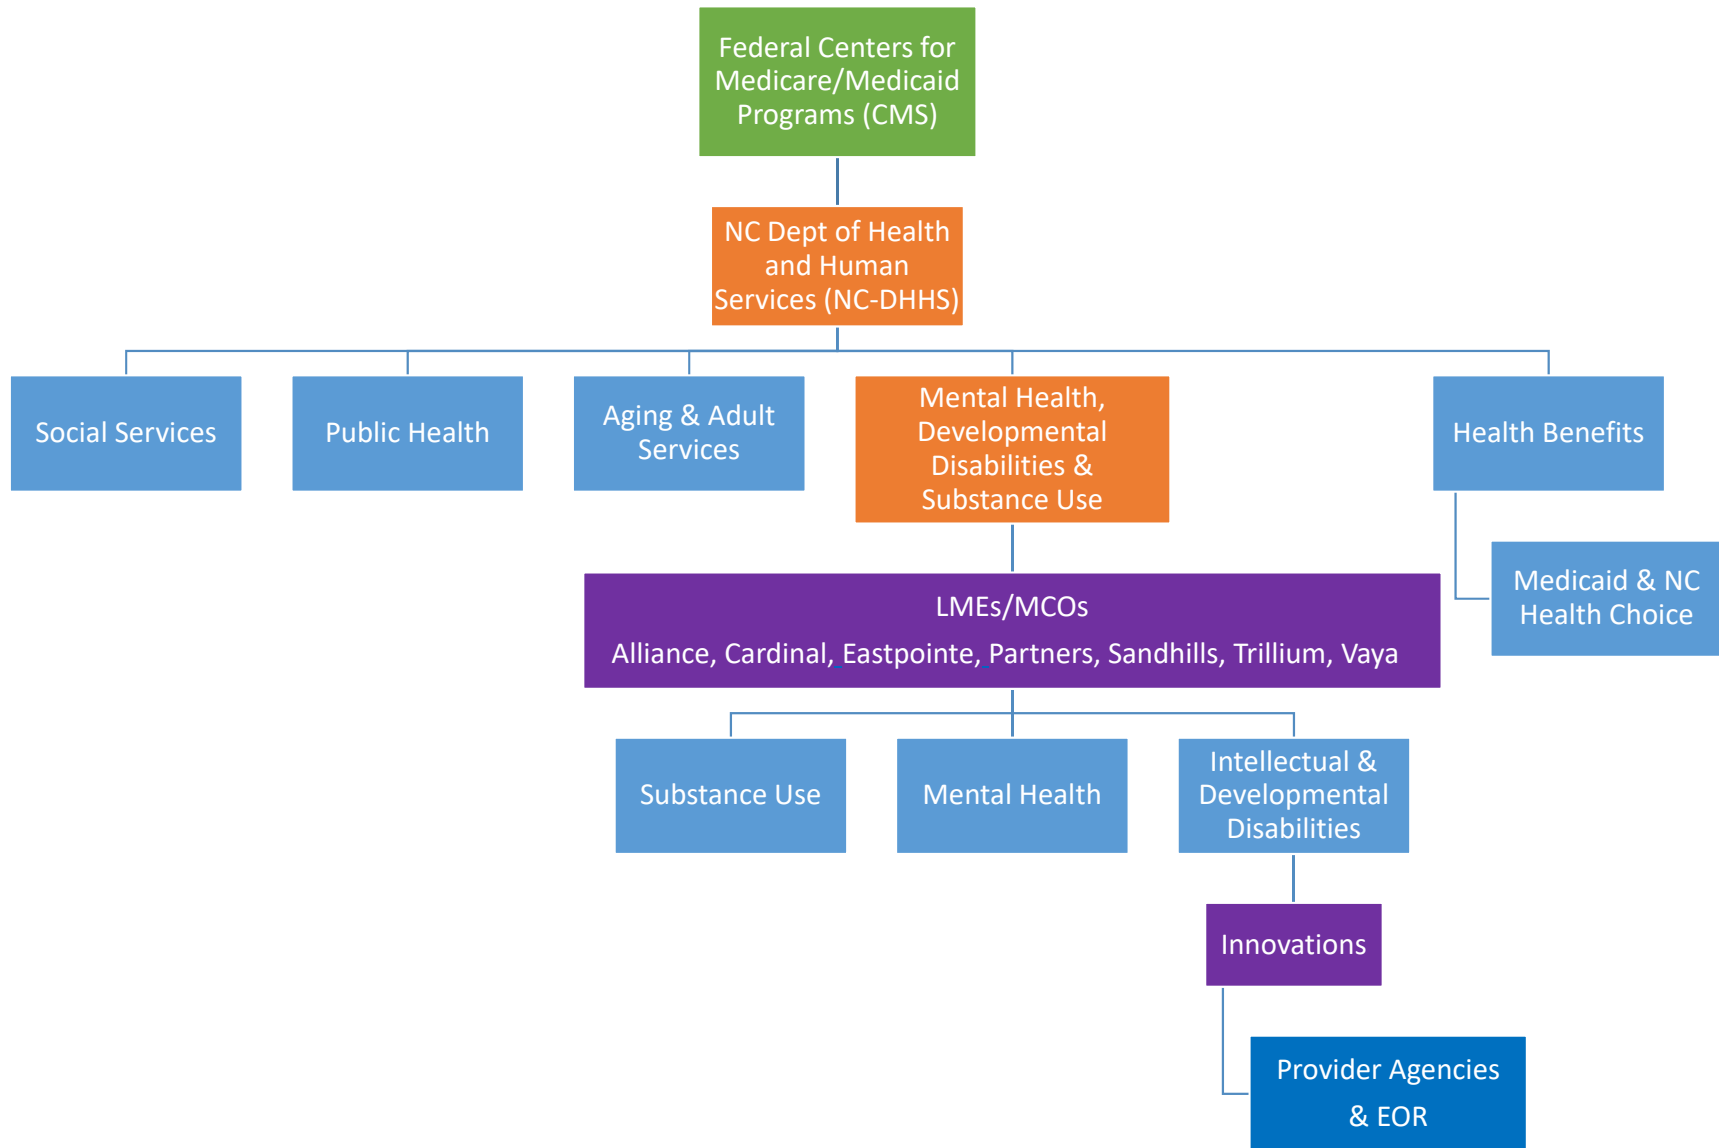 Federal Centers for
Medicare/Medicaid
Programs (CMS)
NC Dept of Health
and Human
Services (NC-DHHS)
Social Services
Public Health
Aging & Adult
Services
Mental Health,
Developmental
Disabilities &
Substance Use
Health Benefits
Medicaid & NC
Health Choice
LMEs/MCOs
Alliance, Cardinal, Eastpointe, Partners, Sandhills, Trillium, Vaya
Substance Use
Mental Health
Intellectual &
Developmental
Disabilities
Innovations
Provider Agencies
& EOR